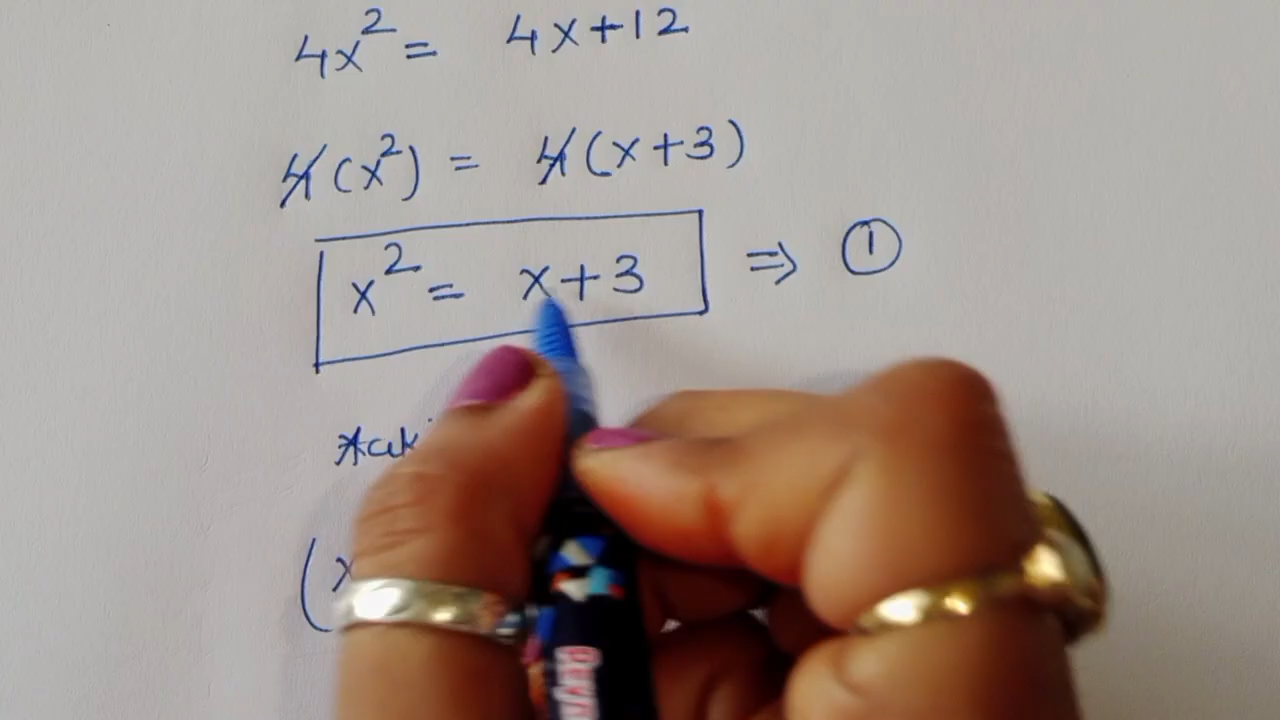 4x² = 4x+12
4(x²) = 4(x+3)
x² = x+3 ⇒ ①
(x